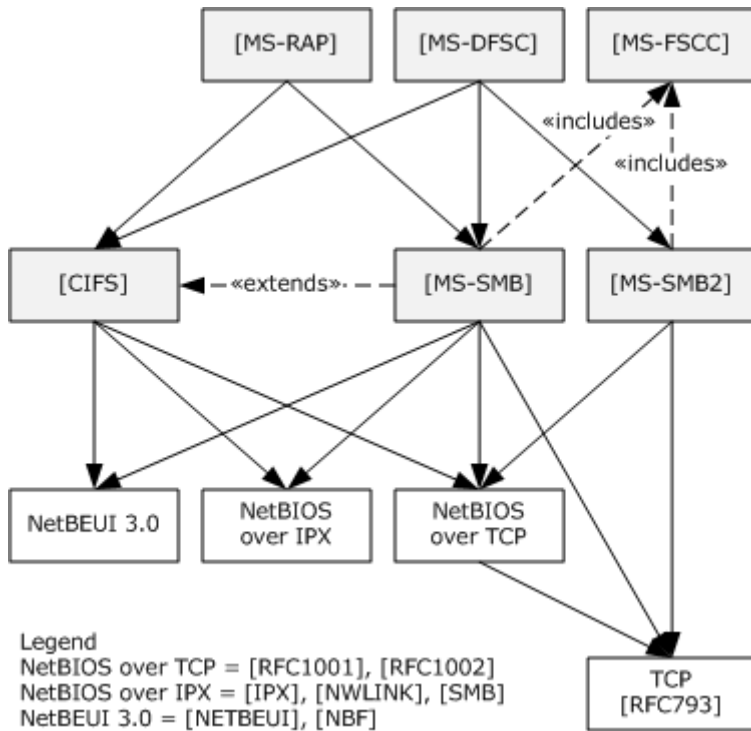 [MS-RAP]
[MS-DFSC]
[MS-FSCC]
«includes»
«includes»
[CIFS]
«extends»
[MS-SMB]
[MS-SMB2]
NetBEUI 3.0
NetBIOS
over IPX
NetBIOS
over TCP
Legend
NetBIOS over TCP = [RFC1001], [RFC1002]
NetBIOS over IPX = [IPX], [NWLINK], [SMB]
NetBEUI 3.0 = [NETBEUI], [NBF]
TCP
[RFC793]